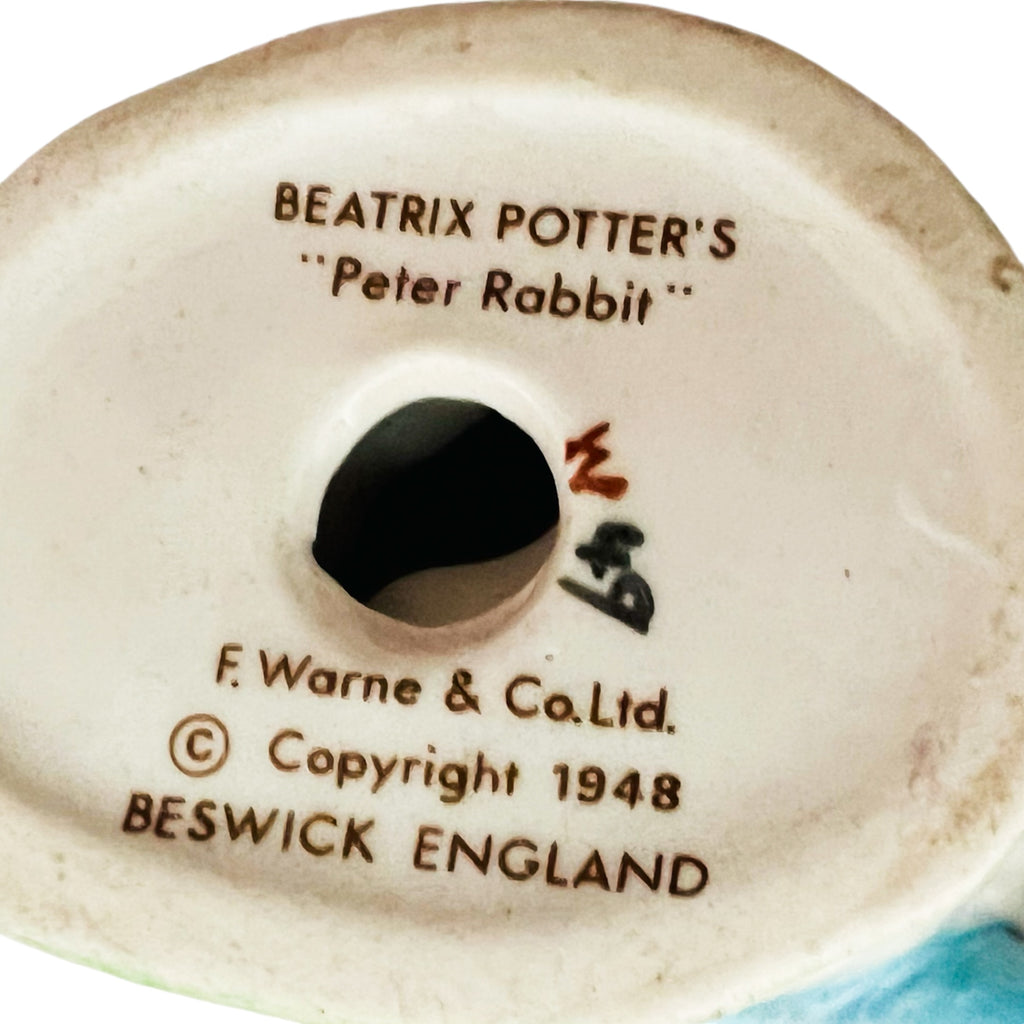 BEATRIX POTTER'S
"Peter Rabbit"
F. Warne & Co. Ltd.
© Copyright 1948
BESWICK ENGLAND